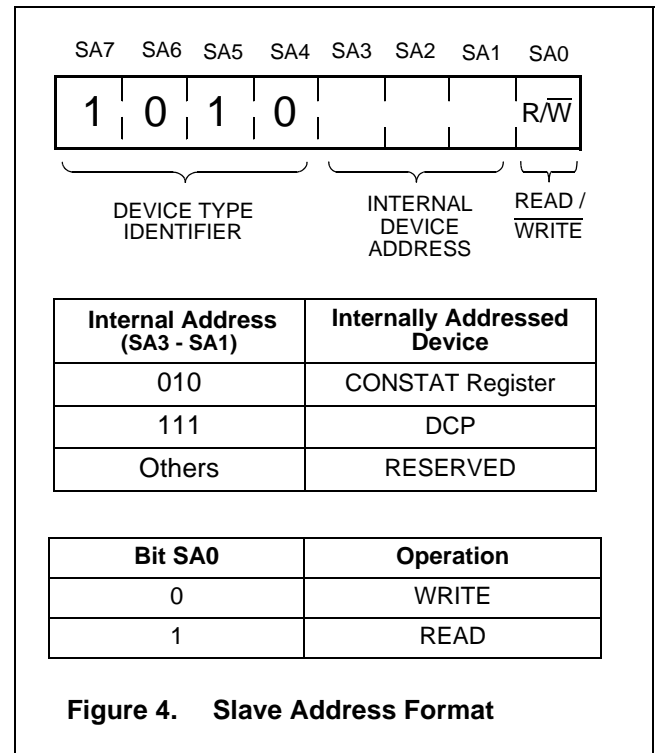 SA7 SA6 SA5 SA4 SA3 SA2 SA1 SA0
1 0 1 0 R/W̅
DEVICE TYPE IDENTIFIER
INTERNAL DEVICE ADDRESS
READ / W̅R̅I̅T̅E̅
Internal Address (SA3 - SA1) Internally Addressed Device
010 CONSTAT Register
111 DCP
Others RESERVED
Bit SA0 Operation
0 WRITE
1 READ
Figure 4. Slave Address Format